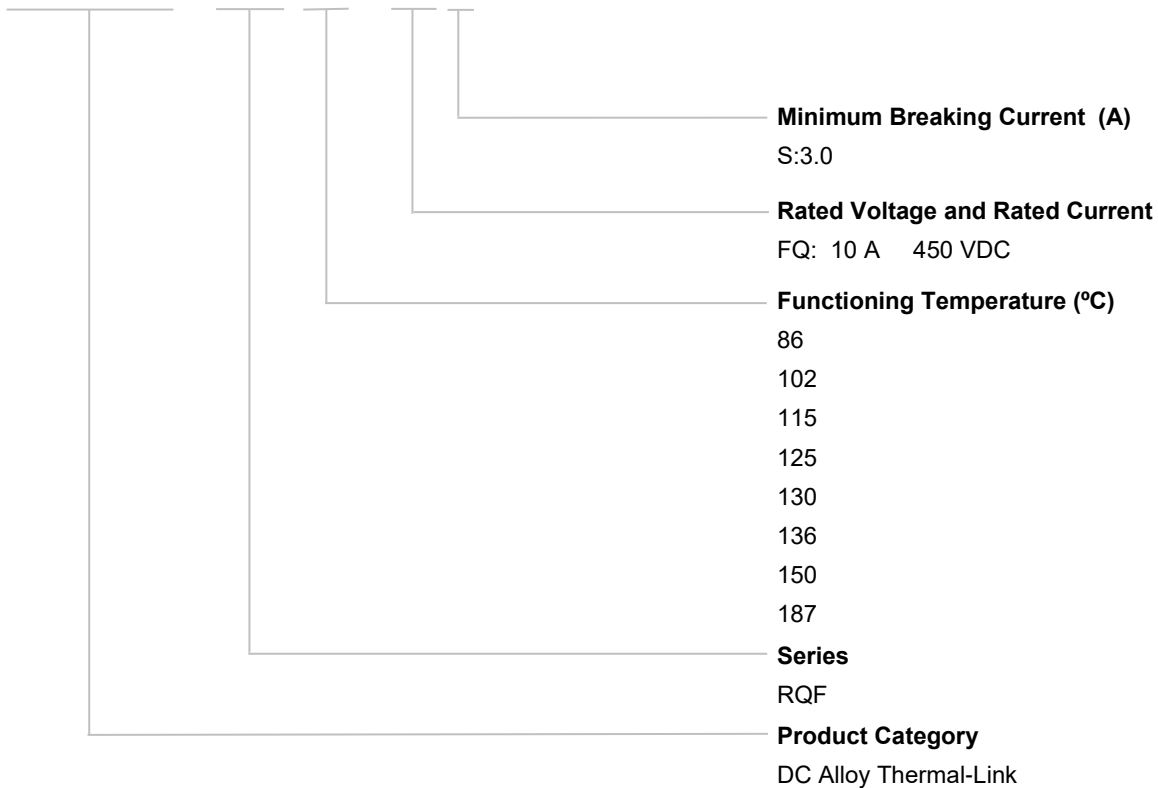 Minimum Breaking Current (A)
S:3.0
Rated Voltage and Rated Current
FQ: 10 A 450 VDC
Functioning Temperature (ºC)
86
102
115
125
130
136
150
187
Series
RQF
Product Category
DC Alloy Thermal-Link